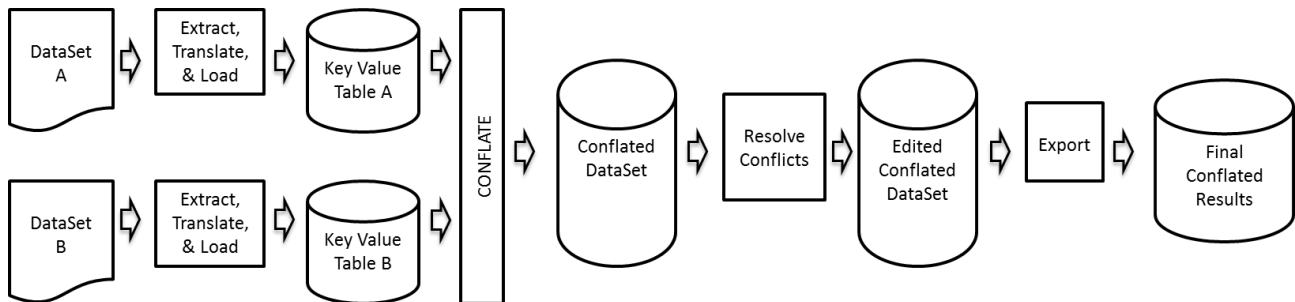 DataSet
A
Extract,
Translate,
& Load
Key Value
Table A
DataSet
B
Extract,
Translate,
& Load
Key Value
Table B
CONFLATE
Conflated
DataSet
Resolve
Conflicts
Edited
Conflated
DataSet
Export
Final
Conflated
Results